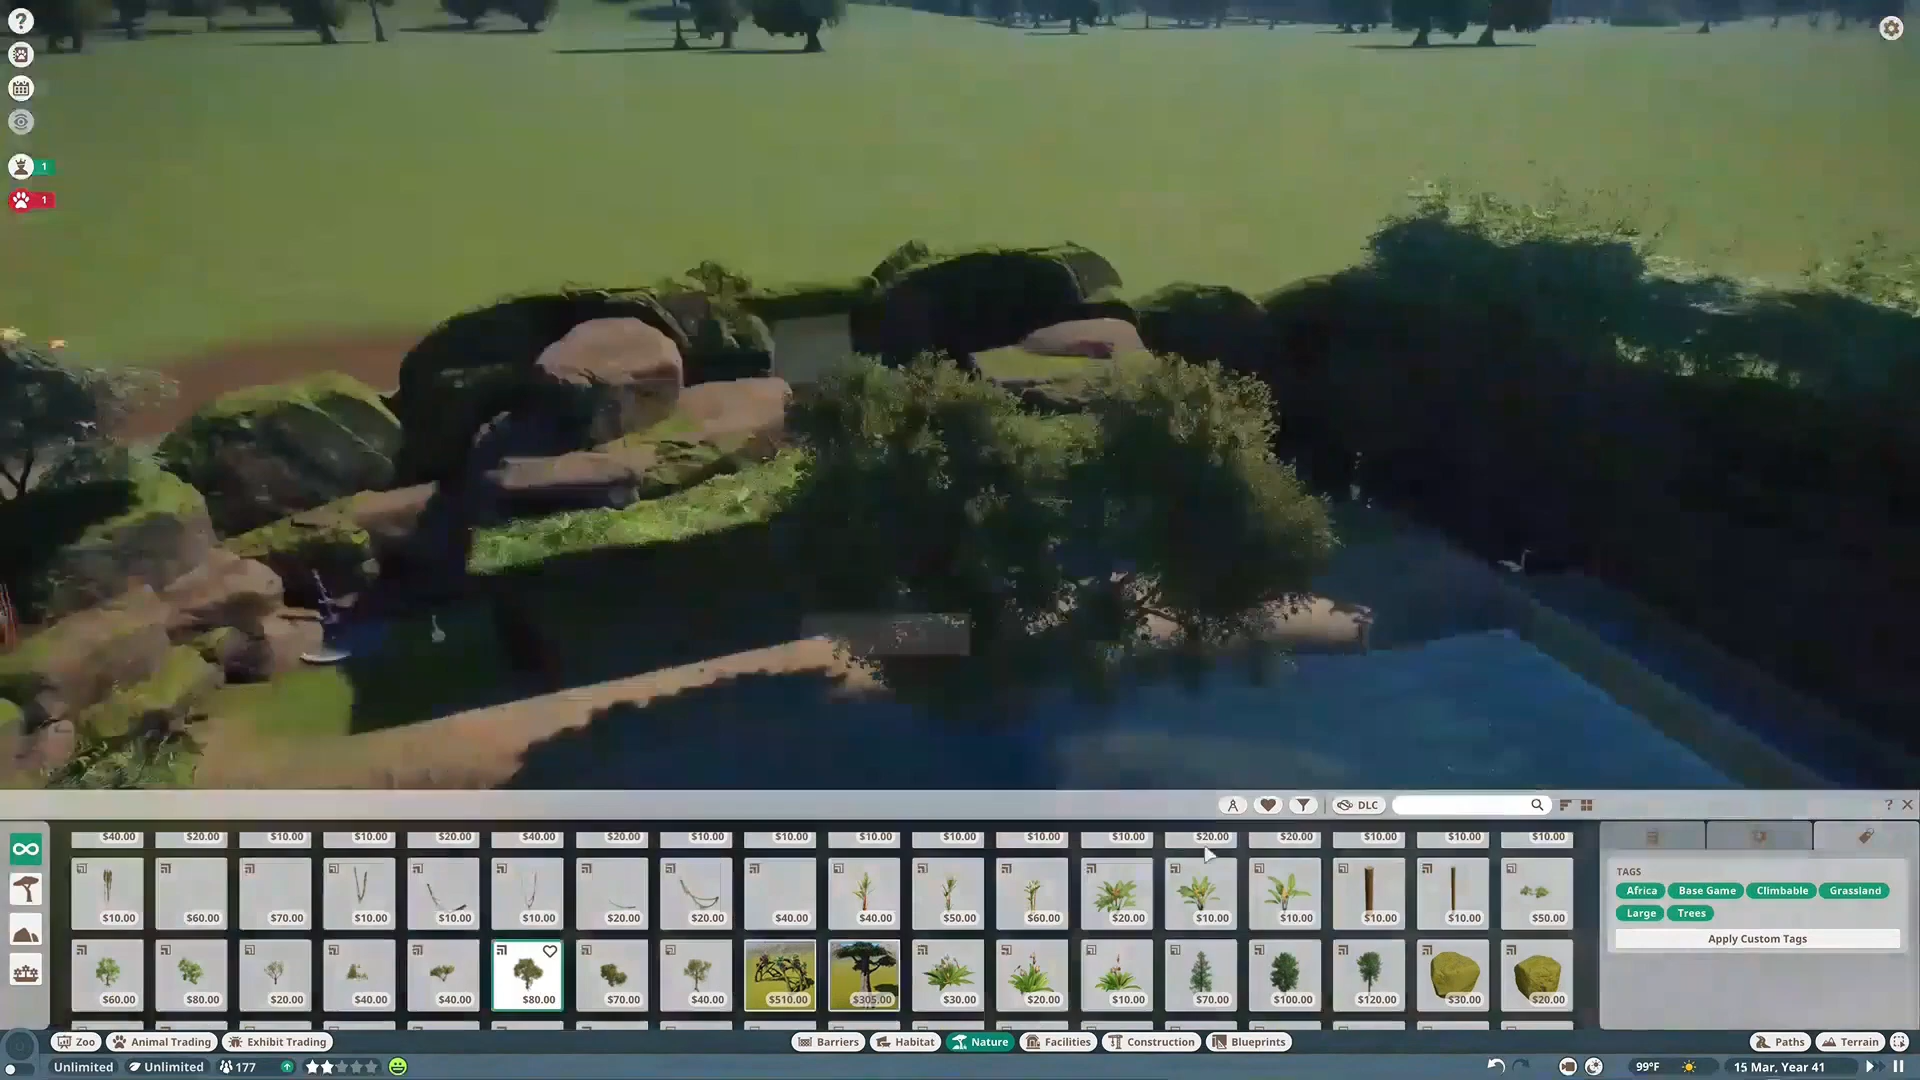 ?
1
1
DLC
?
$40.00 $20.00 $10.00 $10.00 $20.00 $40.00 $20.00 $10.00 $10.00 $10.00 $10.00 $10.00 $10.00 $20.00 $20.00 $10.00 $10.00 $10.00
$10.00 $60.00 $70.00 $10.00 $10.00 $10.00 $20.00 $20.00 $40.00 $40.00 $50.00 $60.00 $20.00 $10.00 $10.00 $10.00 $10.00 $50.00
$60.00 $80.00 $20.00 $40.00 $40.00 $80.00 $70.00 $40.00 $510.00 $305.00 $30.00 $20.00 $10.00 $70.00 $100.00 $120.00 $30.00 $20.00
TAGS
Africa Base Game Climbable Grassland
Large Trees
Apply Custom Tags
Zoo Animal Trading Exhibit Trading Barriers Habitat Nature Facilities Construction Blueprints Paths Terrain
Unlimited Unlimited 177 99°F 15 Mar, Year 41